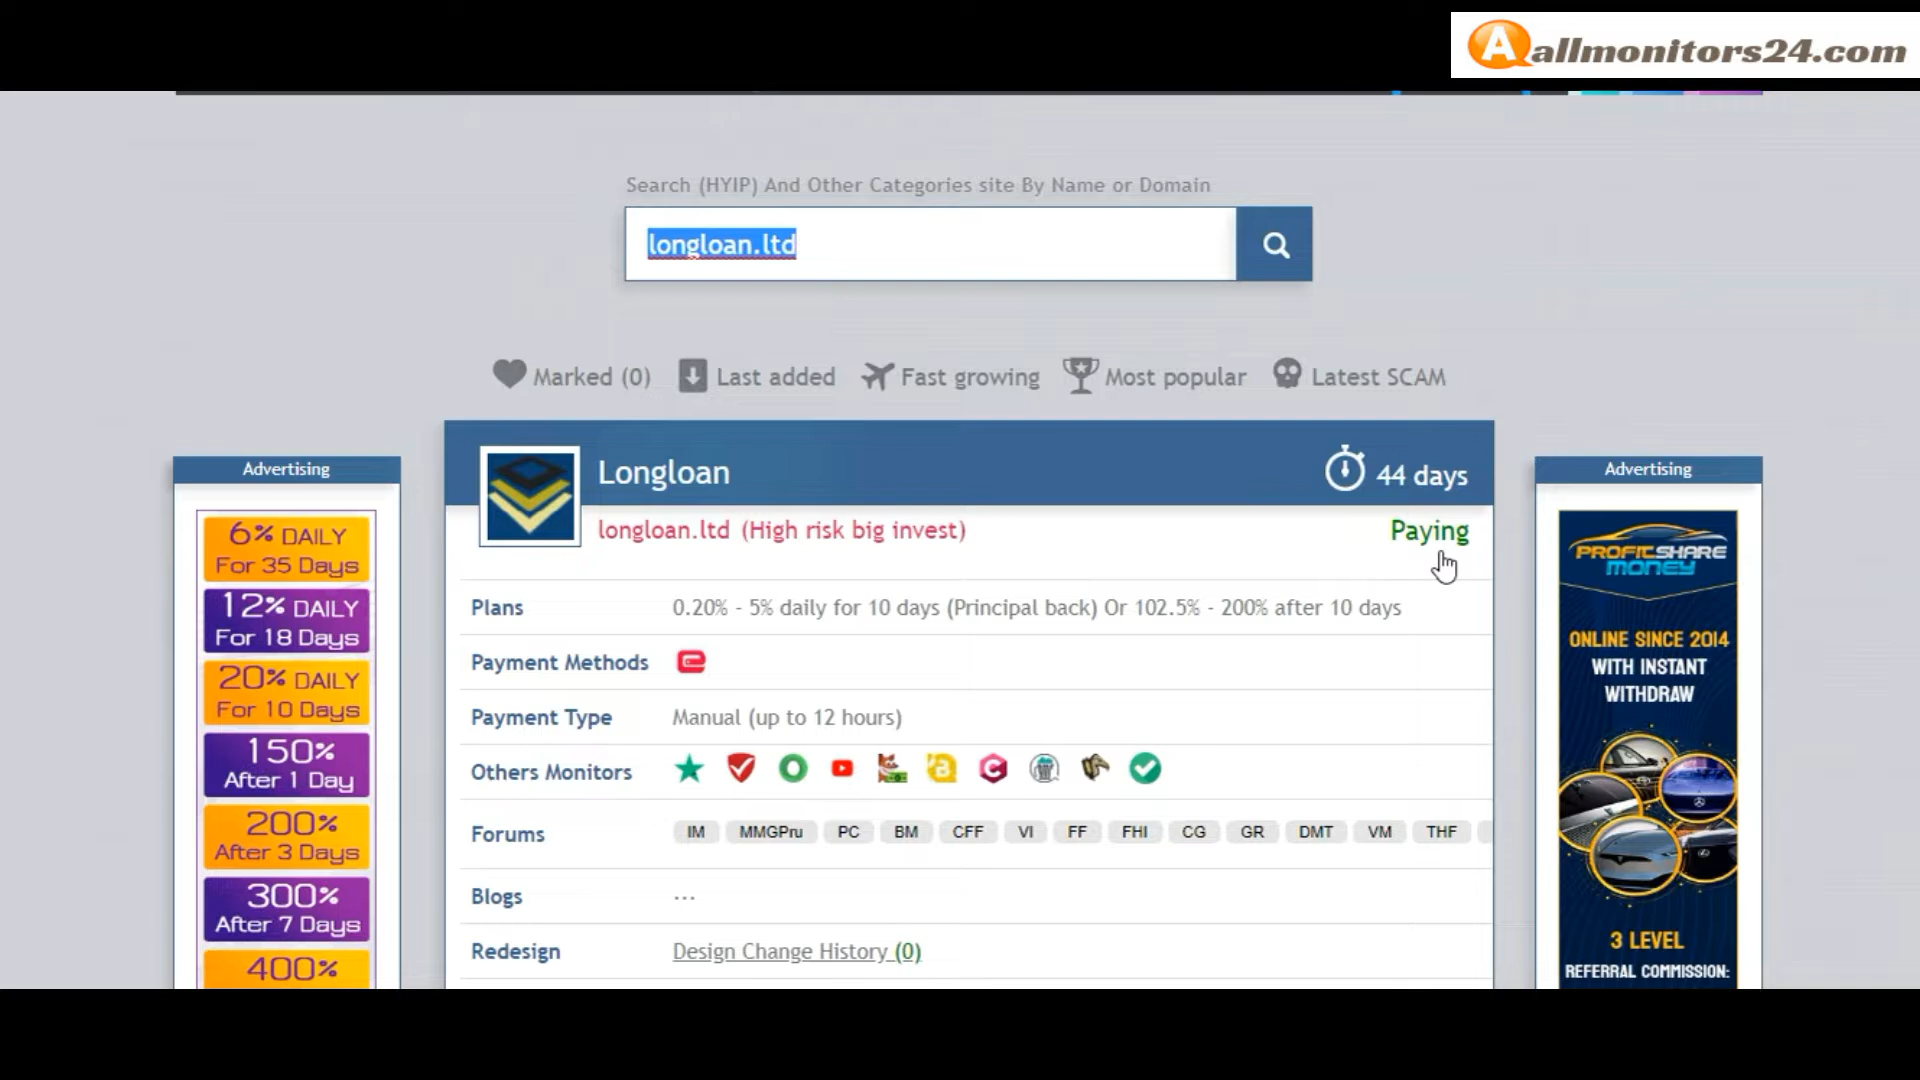 allmonitors24.com
Search (HYIP) And Other Categories site By Name or Domain
longloan.ltd
Marked (0)
Last added
Fast growing
Most popular
Latest SCAM
Longloan
44 days
longloan.ltd (High risk big invest)
Paying
Plans
0.20% - 5% daily for 10 days (Principal back) Or 102.5% - 200% after 10 days
Payment Methods
Payment Type
Manual (up to 12 hours)
Others Monitors
Forums
IM MMGPru PC BM CFF VI FF FHI CG GR DMT VM THF
Blogs
...
Redesign
Design Change History (0)
Advertising
6% DAILY
For 35 Days
12% DAILY
For 18 Days
20% DAILY
For 10 Days
150%
After 1 Day
200%
After 3 Days
300%
After 7 Days
400%
Advertising
PROFITSHARE
MONEY
ONLINE SINCE 2014
WITH INSTANT
WITHDRAW
3 LEVEL
REFERRAL COMMISSION: